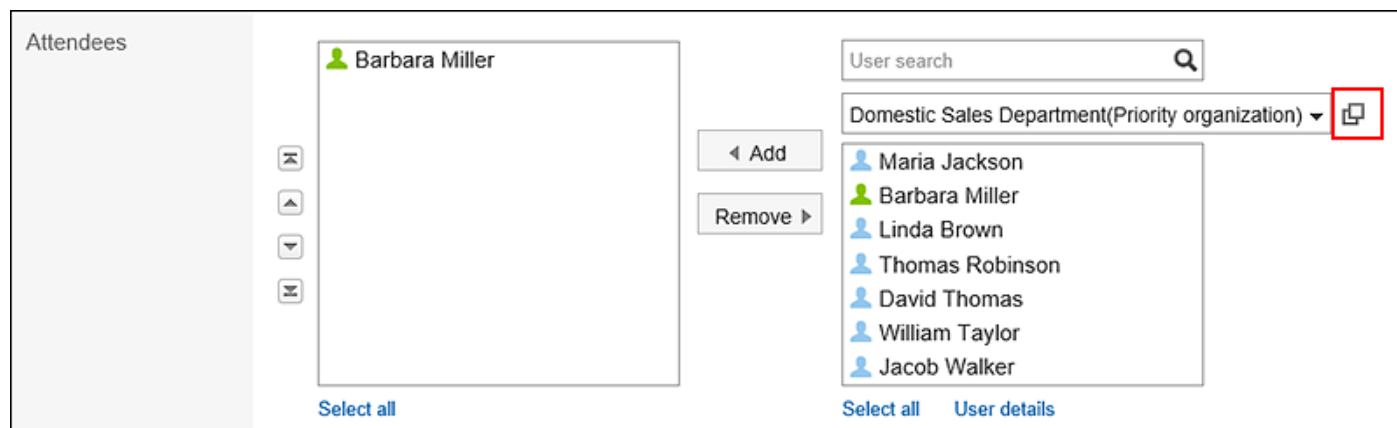 Attendees
Barbara Miller
Select all
Add
Remove
User search
Domestic Sales Department(Priority organization)
Maria Jackson
Barbara Miller
Linda Brown
Thomas Robinson
David Thomas
William Taylor
Jacob Walker
Select all User details